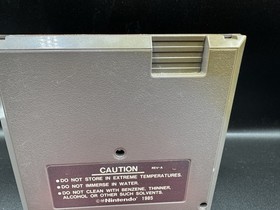 CAUTION
REV-A
• DO NOT STORE IN EXTREME TEMPERATURES.
• DO NOT IMMERSE IN WATER.
• DO NOT CLEAN WITH BENZENE, THINNER,
ALCOHOL OR OTHER SUCH SOLVENTS.
Nintendo 1985